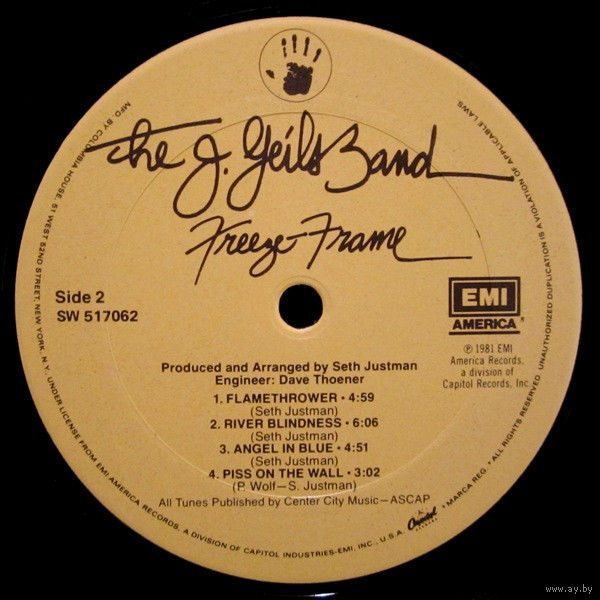 The J. Geils Band
Freeze-Frame
Side 2
SW 517062
EMI
AMERICA®
℗ 1981 EMI
America Records,
a division of
Capitol Records, Inc.
Produced and Arranged by Seth Justman
Engineer: Dave Thoener
1. FLAMETHROWER • 4:59
(Seth Justman)
2. RIVER BLINDNESS • 6:06
(Seth Justman)
3. ANGEL IN BLUE • 4:51
(Seth Justman)
4. PISS ON THE WALL • 3:02
(P. Wolf—S. Justman)
All Tunes Published by Center City Music—ASCAP
Capitol
RECORDS
MFG. BY COLUMBIA HOUSE, 51 WEST 52ND STREET, NEW YORK, N.Y., UNDER LICENSE FROM EMI AMERICA RECORDS, A DIVISION OF CAPITOL INDUSTRIES-EMI, INC., U.S.A. • MARCA REG. • ALL RIGHTS RESERVED. UNAUTHORIZED DUPLICATION IS A VIOLATION OF APPLICABLE LAWS.
www.ay.by